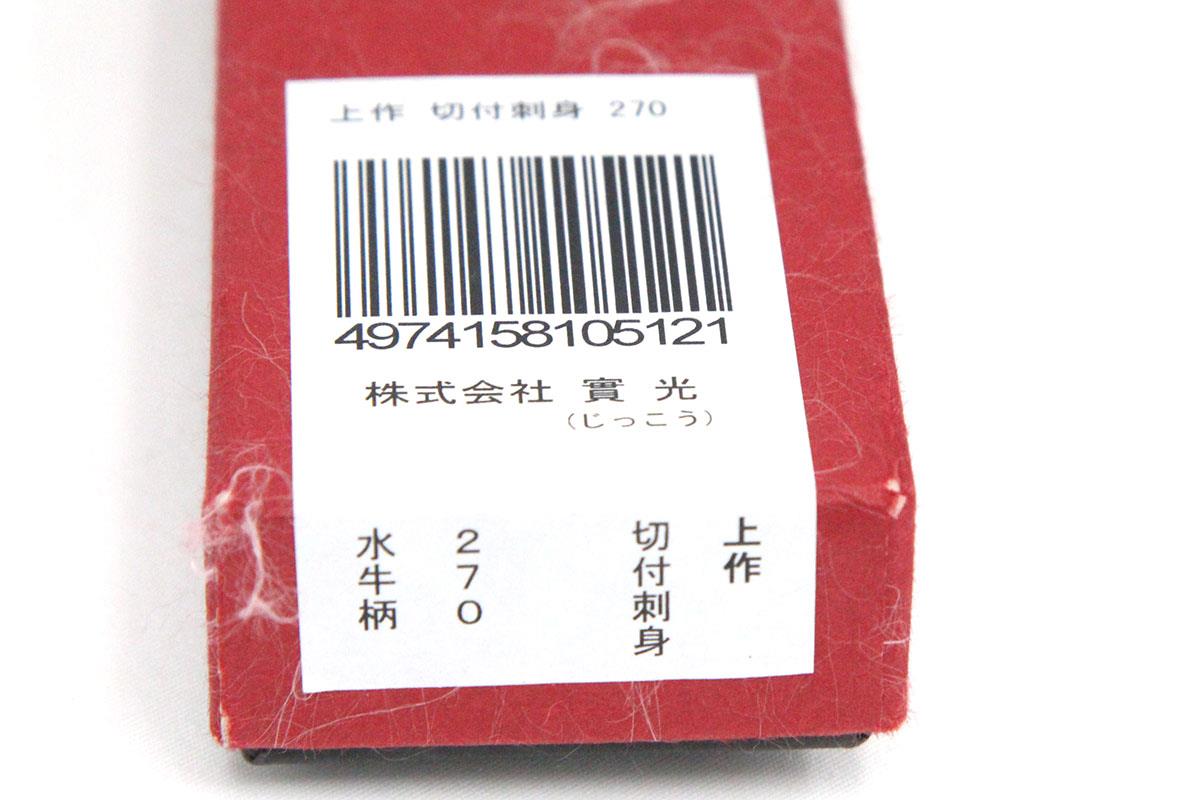 上作 切付刺身 270
4974158105121
株式会社 實 光
（じっこう）
上作
切付刺身
270
水牛柄